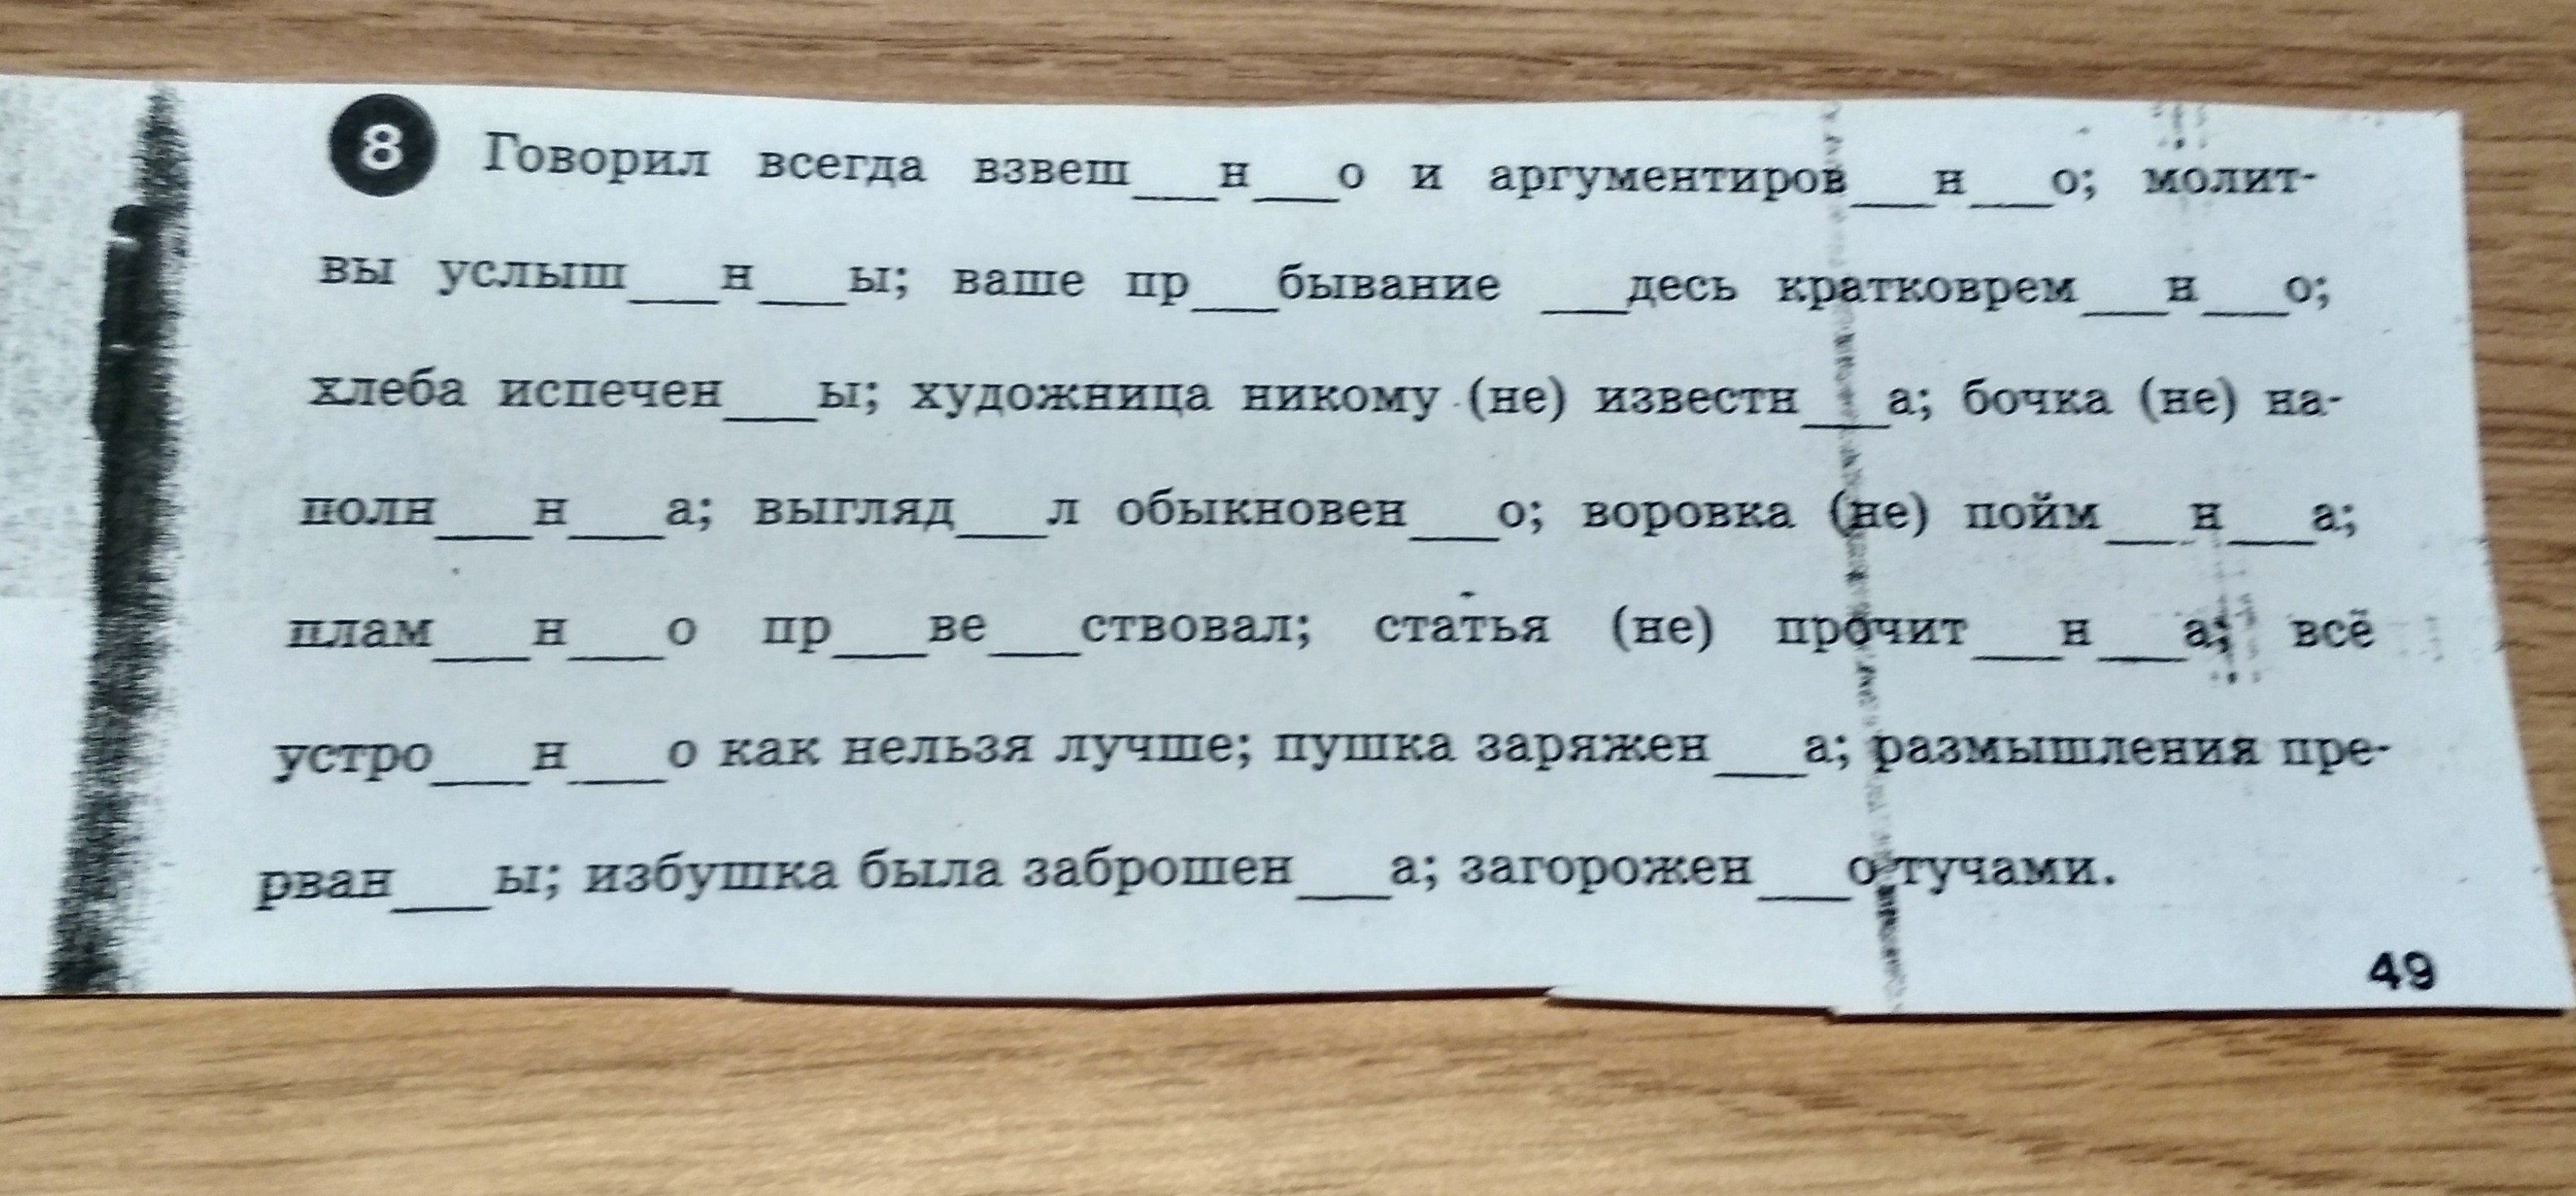 8 Говорил всегда взвеш___н___о и аргументиров___н___о; молит-
вы услыш___н___ы; ваше пр___бывание ___десь кратковрем___н___о;
хлеба испечен___ы; художница никому (не) известн___а; бочка (не) на-
полн___н___а; выгляд___л обыкновен___о; воровка (не) пойм___н___а;
плам___н___о пр___ве___ствовал; статья (не) прочит___н___а; всё
устро___н___о как нельзя лучше; пушка заряжен___а; размышления пре-
рван___ы; избушка была заброшен___а; загорожен___о тучами.
49